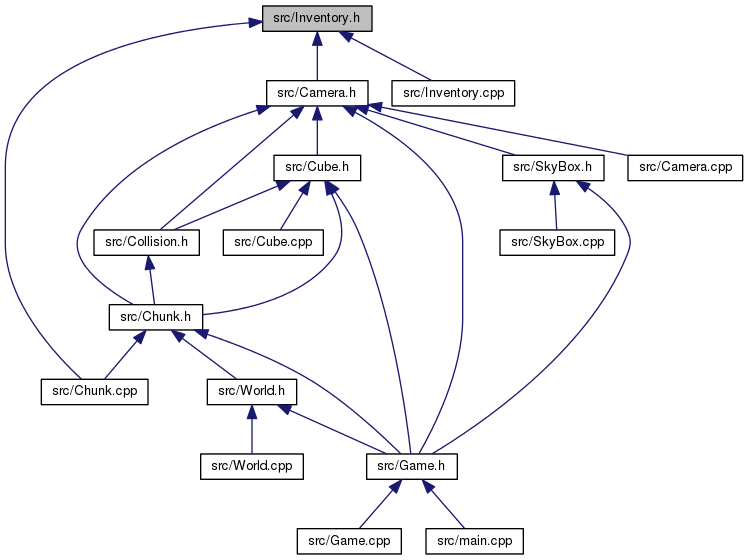 src/Inventory.h
src/Camera.h
src/Inventory.cpp
src/Cube.h
src/SkyBox.h
src/Camera.cpp
src/Collision.h
src/Cube.cpp
src/SkyBox.cpp
src/Chunk.h
src/Chunk.cpp
src/World.h
src/World.cpp
src/Game.h
src/Game.cpp
src/main.cpp